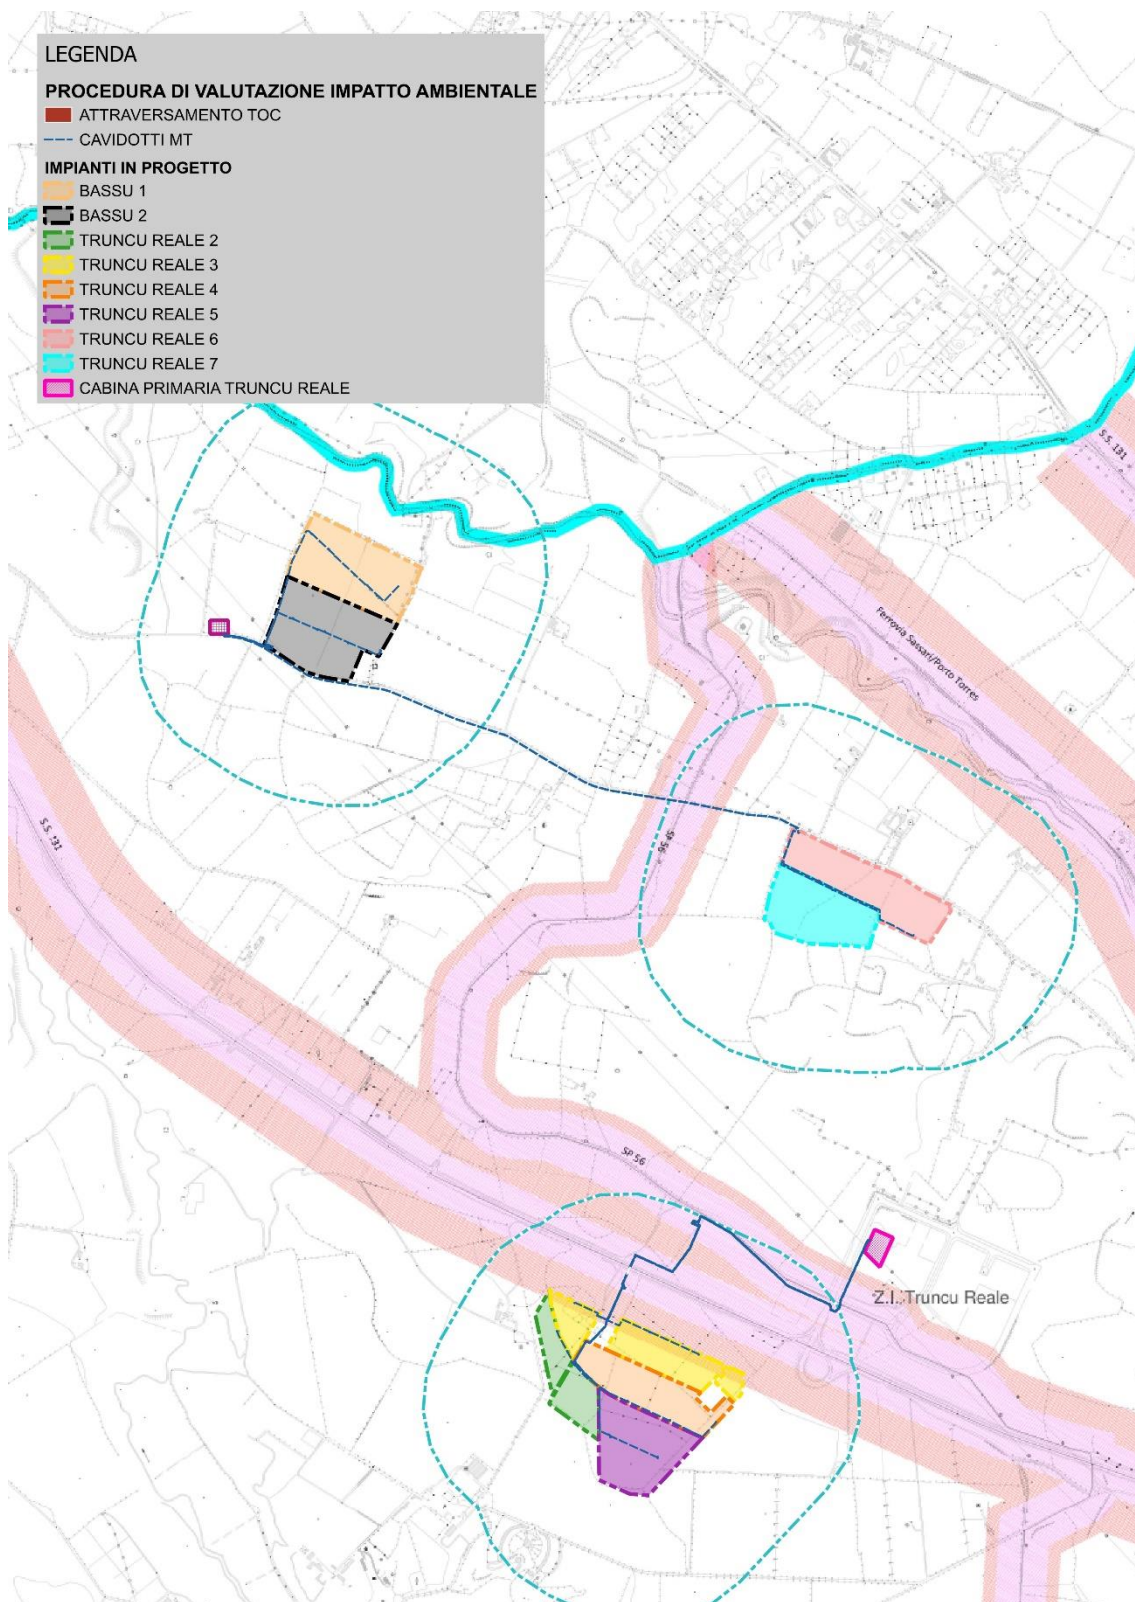 LEGENDA
PROCEDURA DI VALUTAZIONE IMPATTO AMBIENTALE
ATTRAVERSAMENTO TOC
CAVIDOTTI MT
IMPIANTI IN PROGETTO
BASSU 1
BASSU 2
TRUNCU REALE 2
TRUNCU REALE 3
TRUNCU REALE 4
TRUNCU REALE 5
TRUNCU REALE 6
TRUNCU REALE 7
CABINA PRIMARIA TRUNCU REALE
S.S. 131
Ferrovia Sassari/Porto Torres
S.S. 131
SP 56
SP 56
Z.I. Truncu Reale